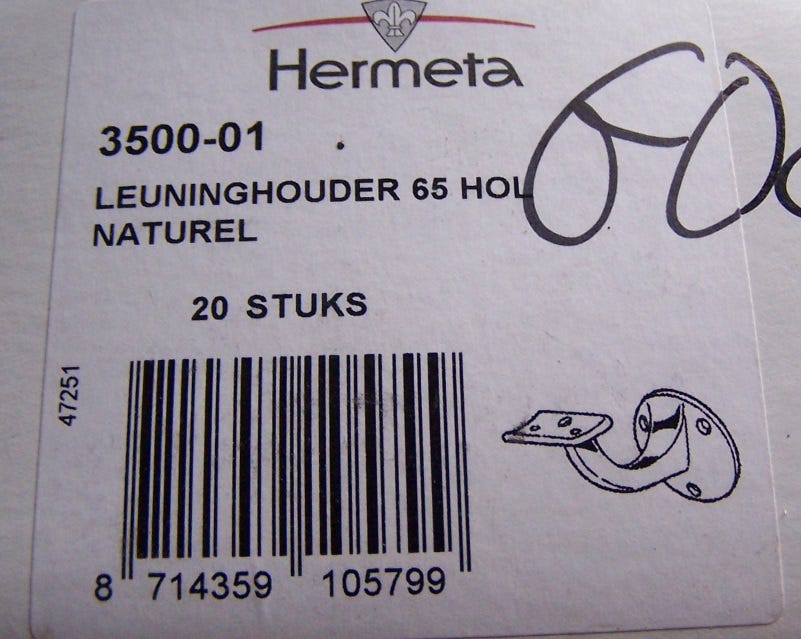 Hermeta
3500-01
LEUNINGHOUDER 65 HOL
NATUREL
20 STUKS
47251
8 714359 105799